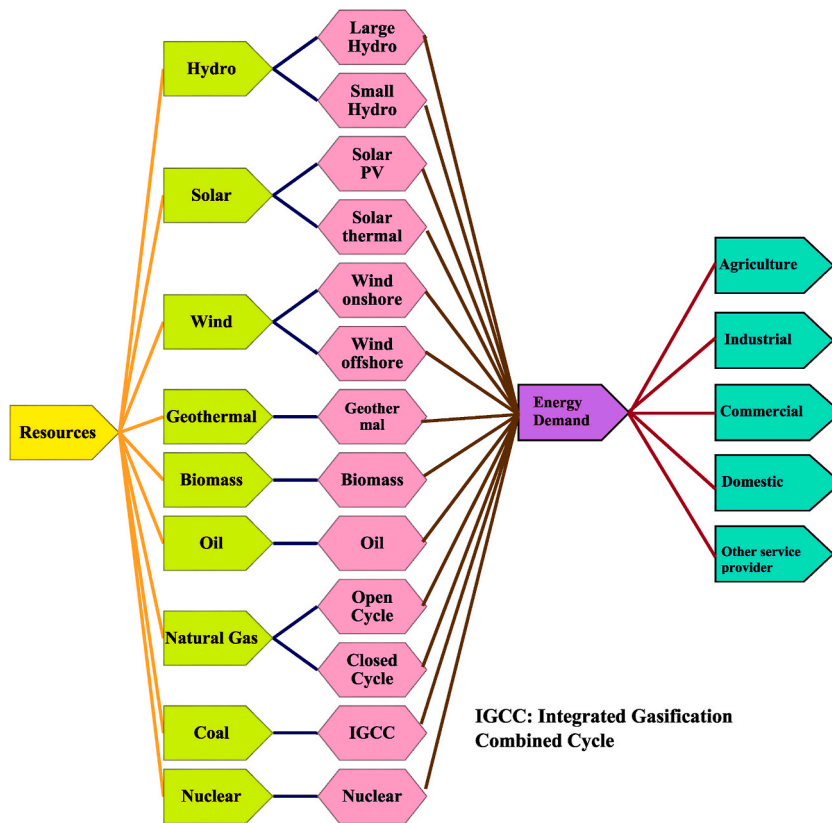 Resources
Hydro
Solar
Wind
Geothermal
Biomass
Oil
Natural Gas
Coal
Nuclear
Large
Hydro
Small
Hydro
Solar
PV
Solar
thermal
Wind
onshore
Wind
offshore
Geother
mal
Biomass
Oil
Open
Cycle
Closed
Cycle
IGCC
Nuclear
Energy
Demand
Agriculture
Industrial
Commercial
Domestic
Other service
provider
IGCC: Integrated Gasification
Combined Cycle